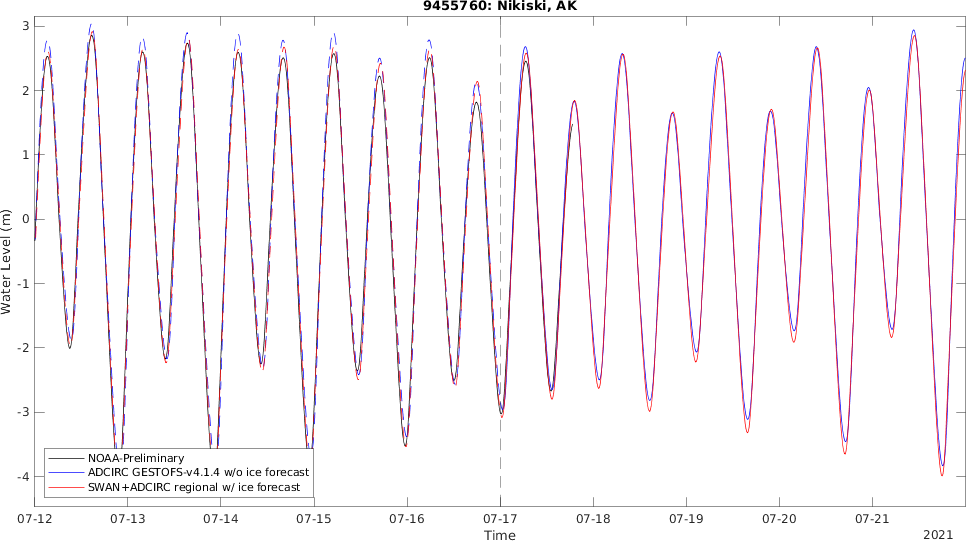 9455760: Nikiski, AK
3
2
1
0
-1
-2
-3
-4
Water Level (m)
NOAA-Preliminary
ADCIRC GESTOFS-v4.1.4 w/o ice forecast
SWAN+ADCIRC regional w/ ice forecast
07-12 07-13 07-14 07-15 07-16 07-17 07-18 07-19 07-20 07-21
Time
2021